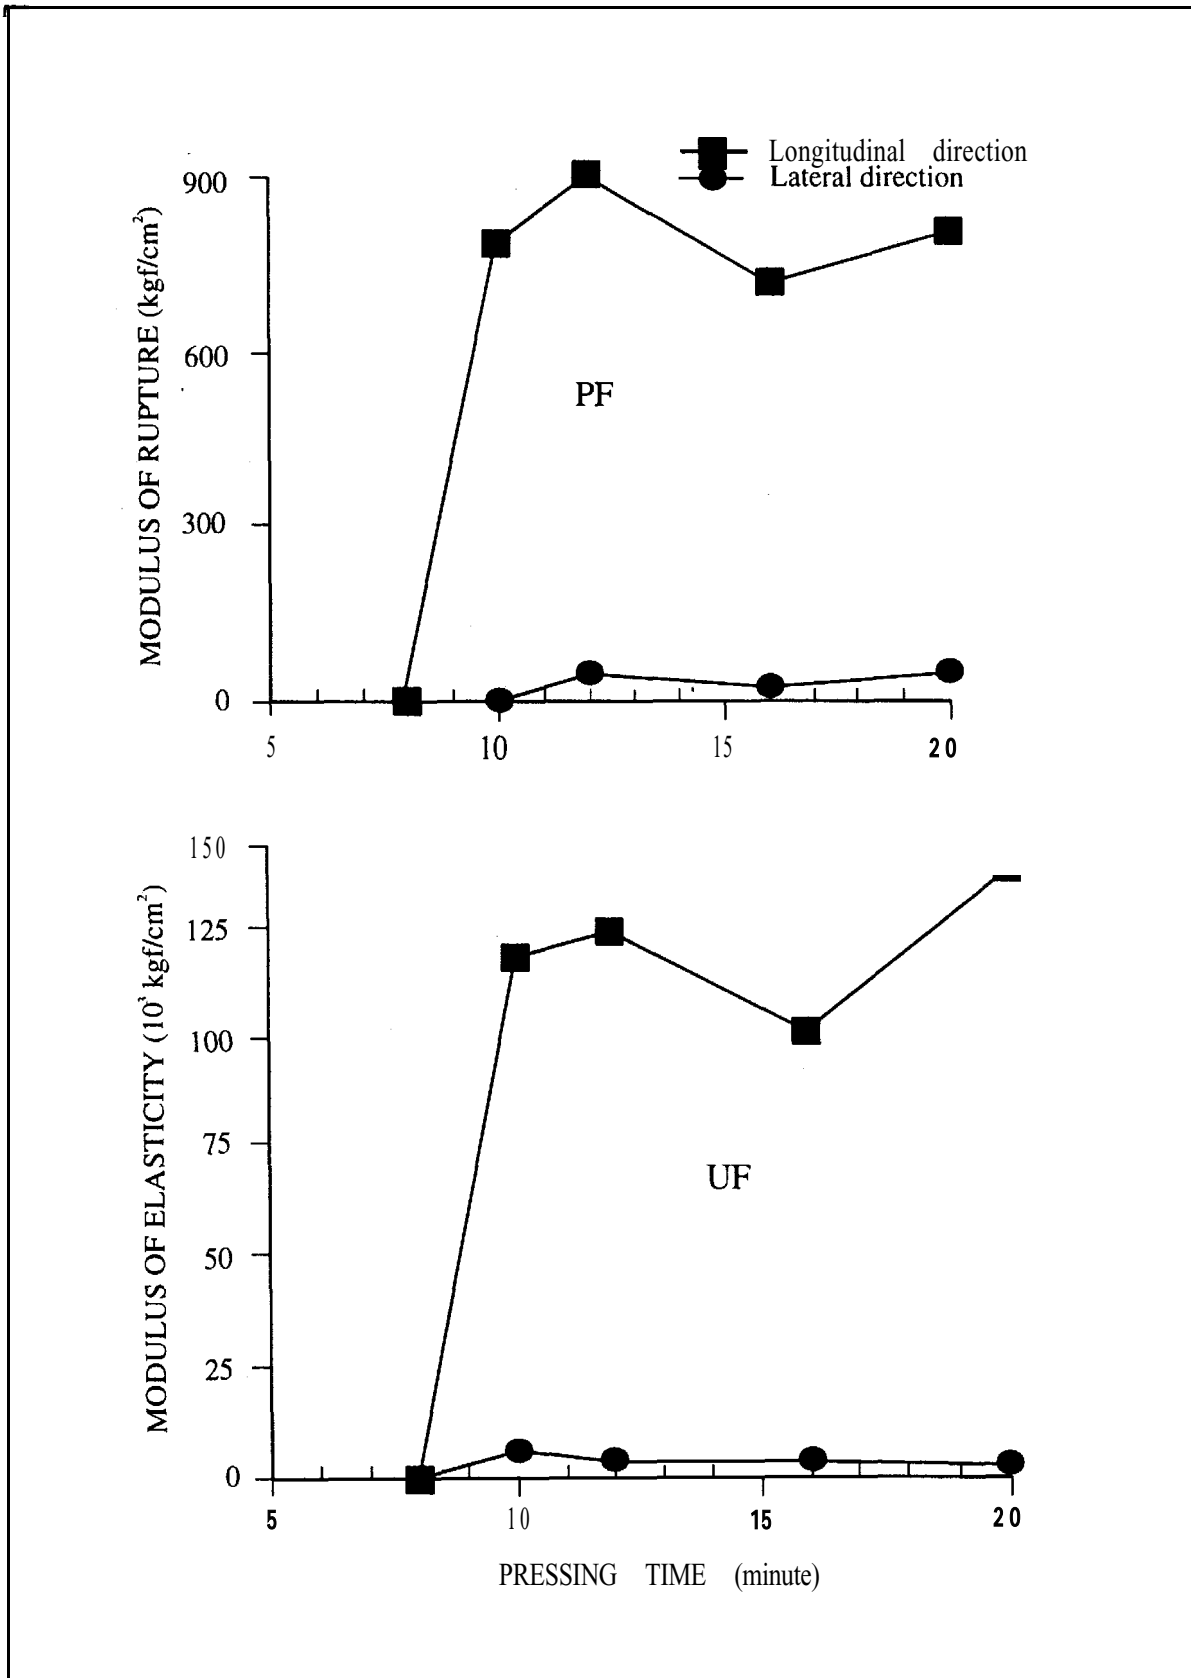 Longitudinal direction
Lateral direction
MODULUS OF RUPTURE (kgf/cm²)
900
600
300
0
PF
5 10 15 20
MODULUS OF ELASTICITY (10³ kgf/cm²)
150
125
100
75
50
25
0
UF
5 10 15 20
PRESSING TIME (minute)